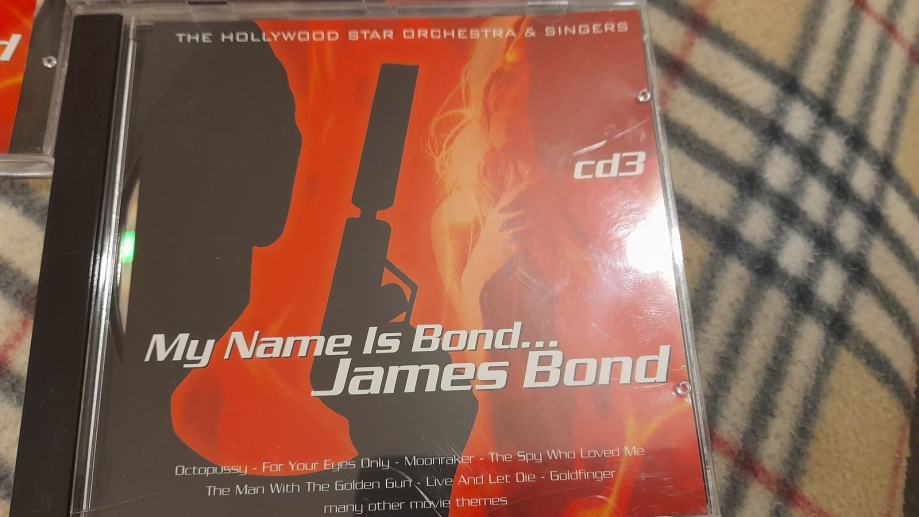 THE HOLLYWOOD STAR ORCHESTRA & SINGERS
cd3
My Name Is Bond...
James Bond
Octopussy - For Your Eyes Only - Moonraker - The Spy Who Loved Me
The Man With The Golden Gun - Live And Let Die - Goldfinger
many other movie themes